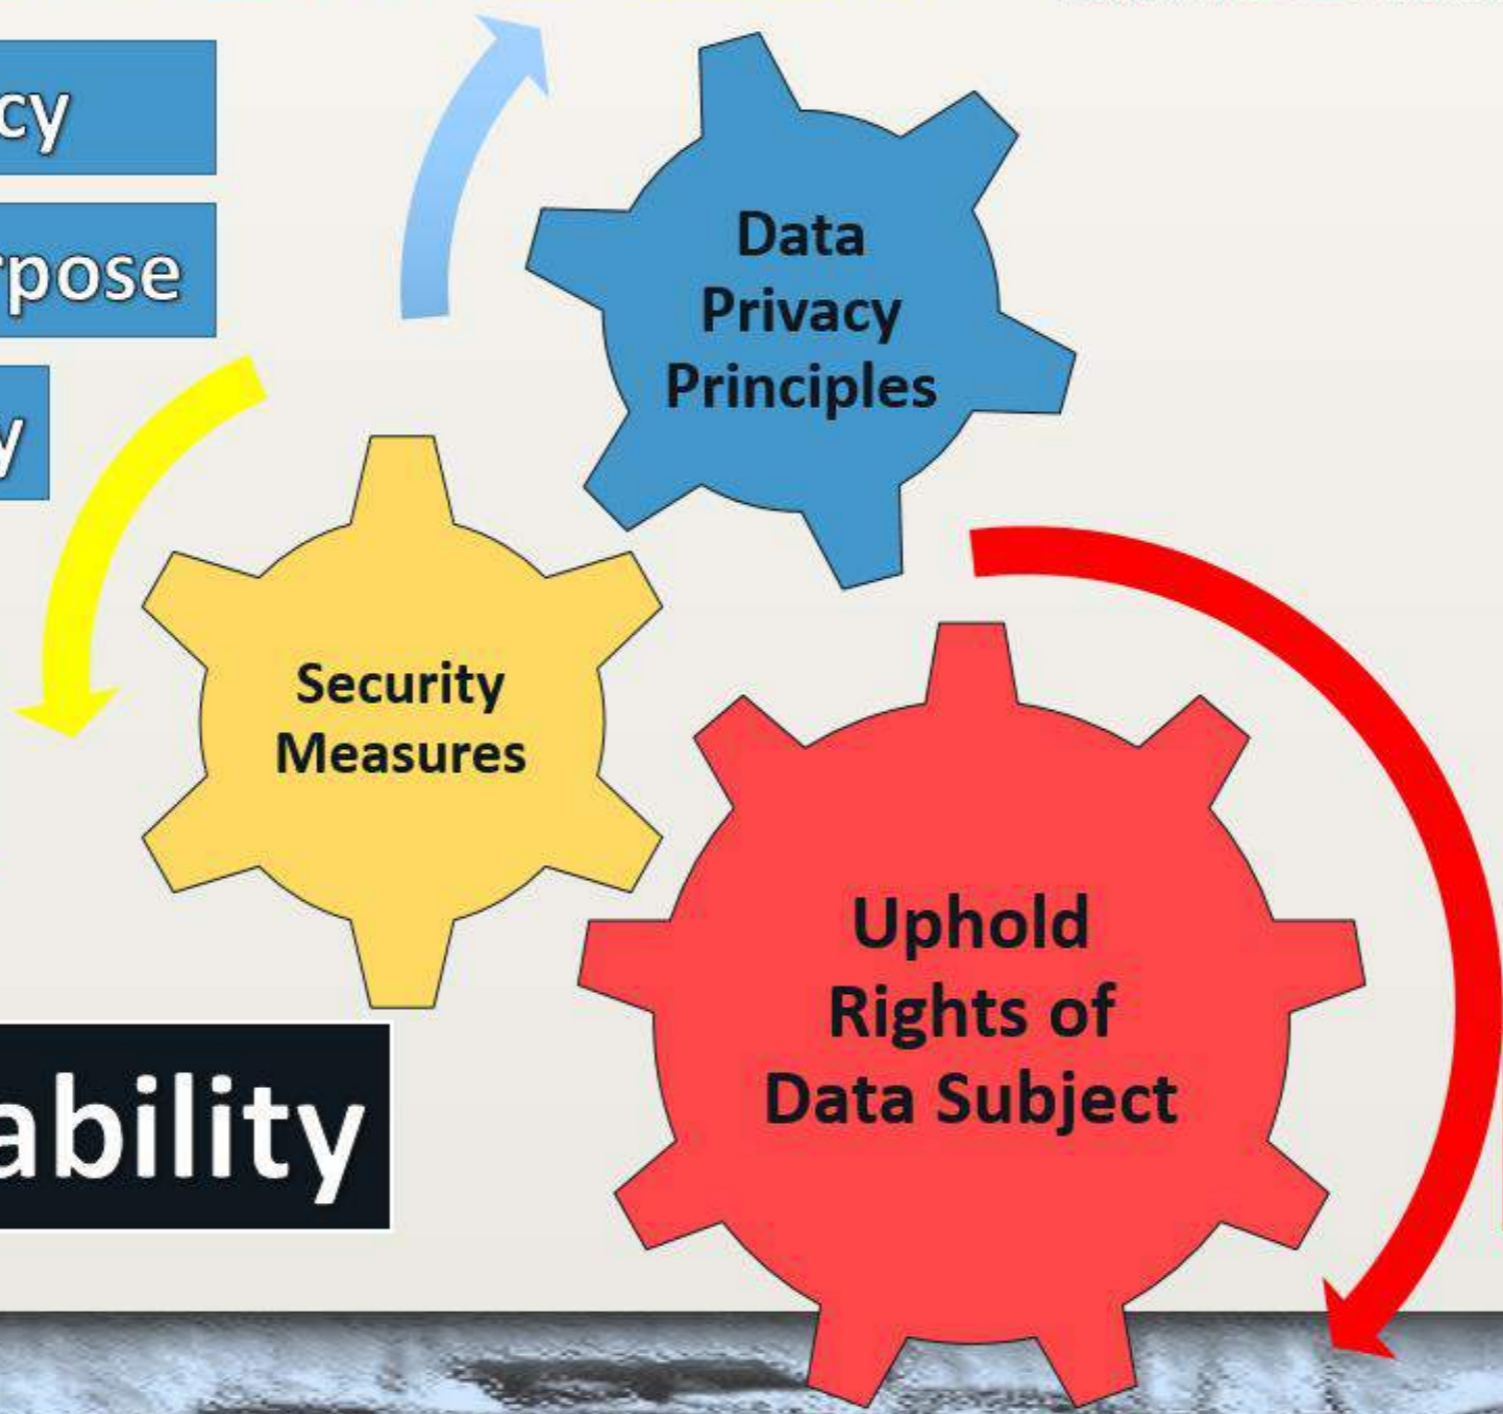 cy
rpose
y
Data
Privacy
Principles
Security
Measures
Uphold
Rights of
Data Subject
ability